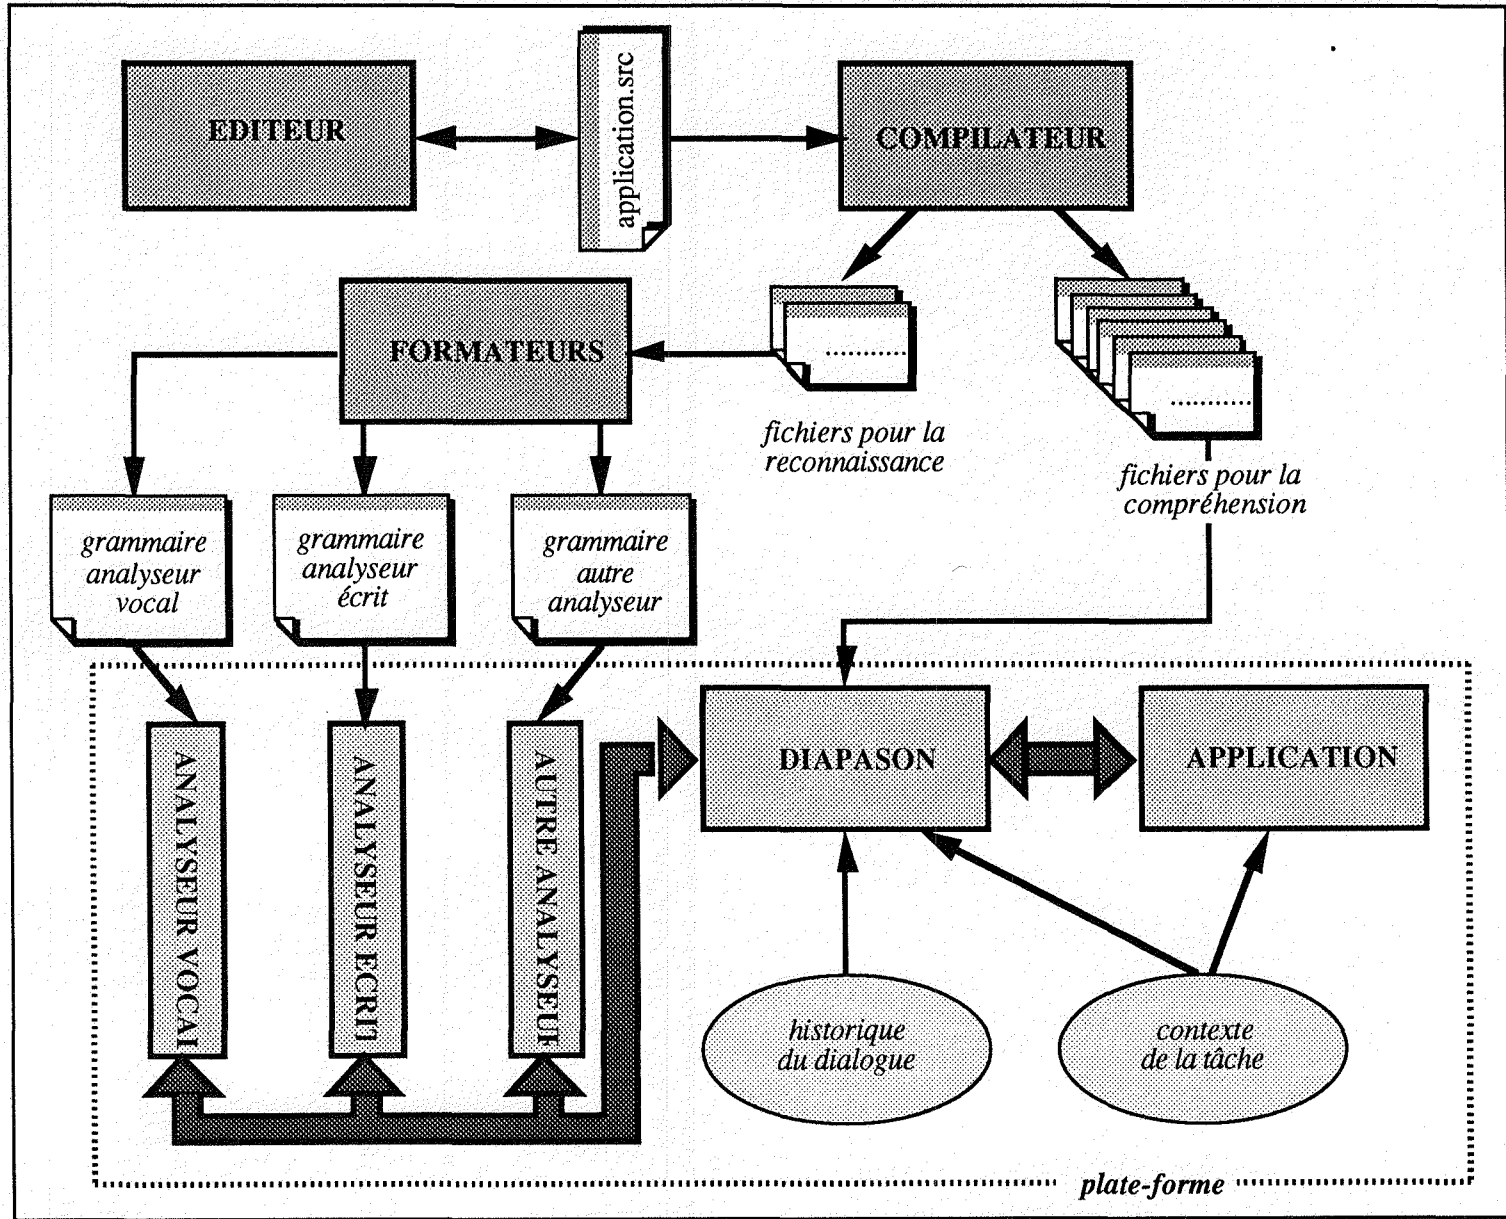 EDITEUR
application.src
COMPILATEUR
FORMATEURS
............
fichiers pour la
reconnaissance
..............
fichiers pour la
compréhension
grammaire
analyseur
vocal
grammaire
analyseur
écrit
grammaire
autre
analyseur
ANALYSEUR VOCAL
ANALYSEUR ECRIT
AUTRE ANALYSEUR
DIAPASON
APPLICATION
historique
du dialogue
contexte
de la tâche
plate-forme